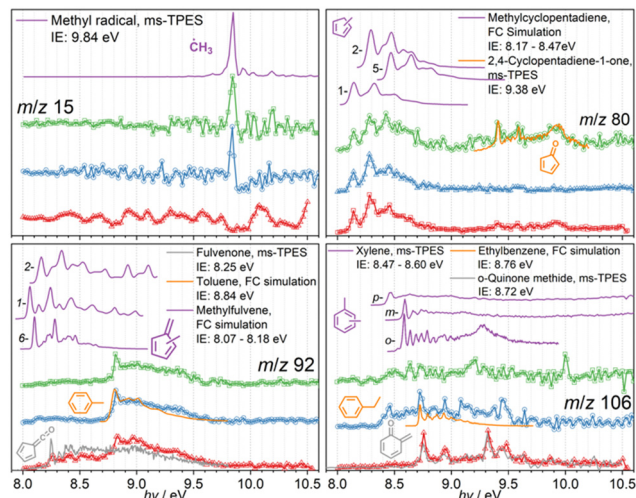 Methyl radical, ms-TPES
IE: 9.84 eV
ĊH₃
m/z 15
Methylcyclopentadiene,
FC Simulation
IE: 8.17 - 8.47eV
2,4-Cyclopentadiene-1-one,
ms-TPES
IE: 9.38 eV
2-
5-
1-
m/z 80
O
Fulvenone, ms-TPES
IE: 8.25 eV
Toluene, FC simulation
IE: 8.84 eV
Methylfulvene,
FC simulation
IE: 8.07 - 8.18 eV
2-
1-
6-
m/z 92
C=O
8.0 8.5 9.0 9.5 10.0 10.5
hv / eV
Xylene, ms-TPES
IE: 8.47 - 8.60 eV
Ethylbenzene, FC simulation
IE: 8.76 eV
o-Quinone methide, ms-TPES
IE: 8.72 eV
p-
m-
o-
m/z 106
O
8.0 8.5 9.0 9.5 10.0 10.5
hv / eV